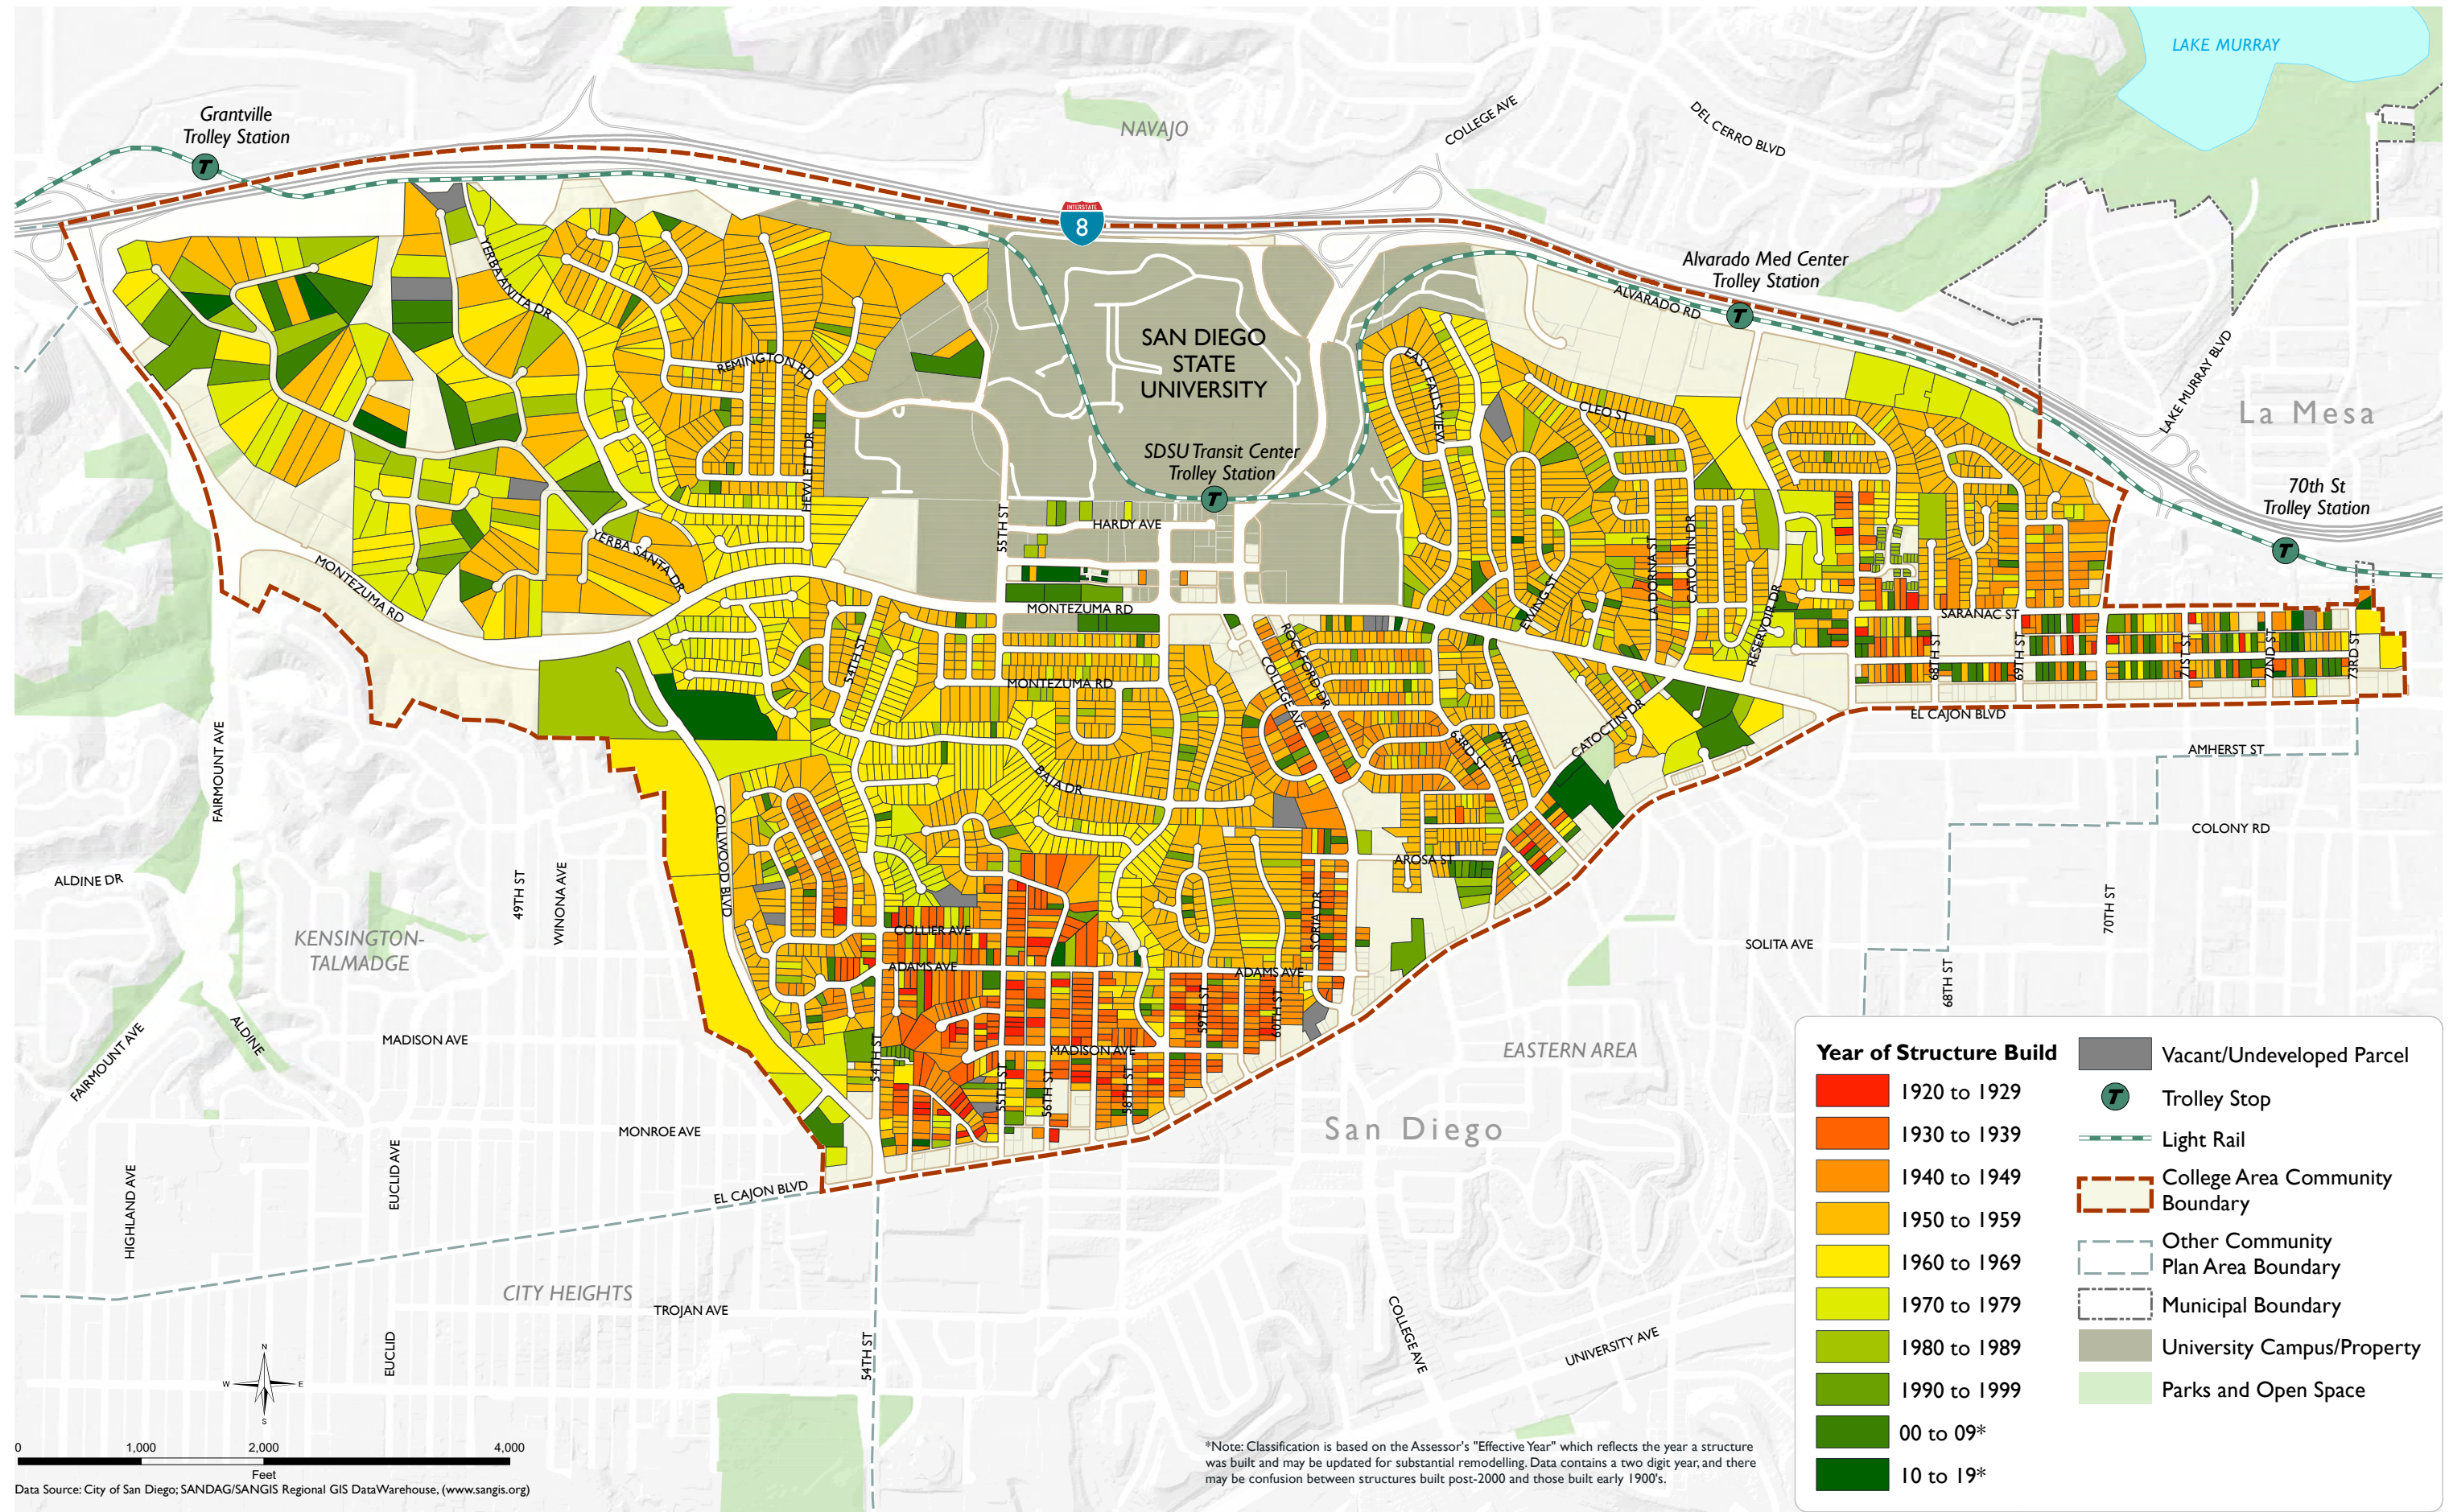 LAKE MURRAY
Grantville
Trolley Station
T
NAVAJO
COLLEGE AVE
DEL CERRO BLVD
INTERSTATE
8
Alvarado Med Center
Trolley Station
T
ALVARADO RD
LAKE MURRAY BLVD
La Mesa
YERBA ANITA DR
REMINGTON RD
HEWLETT DR
SAN DIEGO
STATE
UNIVERSITY
SDSU Transit Center
Trolley Station
T
EAST FALLS VIEW
CLEO ST
70th St
Trolley Station
T
55TH ST
HARDY AVE
YERBA SANTA DR
MONTEZUMA RD
MONTEZUMA RD
EWING ST
LA DORNA ST
CATOCTIN DR
RESERVOIR DR
SARANAC ST
68TH ST
69TH ST
71ST ST
72ND ST
73RD ST
54TH ST
MONTEZUMA RD
ROCKFORD DR
COLLEGE AVE
63RD ST
ART ST
CATOCTIN DR
EL CAJON BLVD
AMHERST ST
FAIRMOUNT AVE
BAJA DR
COLLWOOD BLVD
COLONY RD
ALDINE DR
49TH ST
WINONA AVE
AROSA ST
SORIA DR
70TH ST
KENSINGTON-
TALMADGE
COLLIER AVE
ADAMS AVE
ADAMS AVE
SOLITA AVE
68TH ST
59TH ST
60TH ST
FAIRMOUNT AVE
ALDINE
MADISON AVE
54TH ST
MADISON AVE
55TH ST
56TH ST
58TH ST
EASTERN AREA
San Diego
MONROE AVE
HIGHLAND AVE
EUCLID AVE
EL CAJON BLVD
CITY HEIGHTS
TROJAN AVE
EUCLID
54TH ST
COLLEGE AVE
UNIVERSITY AVE
N
W
E
S
0
1,000
2,000
4,000
Feet
Data Source: City of San Diego; SANDAG/SANGIS Regional GIS DataWarehouse, (www.sangis.org)
*Note: Classification is based on the Assessor's "Effective Year" which reflects the year a structure
was built and may be updated for substantial remodelling. Data contains a two digit year, and there
may be confusion between structures built post-2000 and those built early 1900's.
Year of Structure Build
1920 to 1929
1930 to 1939
1940 to 1949
1950 to 1959
1960 to 1969
1970 to 1979
1980 to 1989
1990 to 1999
00 to 09*
10 to 19*
Vacant/Undeveloped Parcel
T
Trolley Stop
Light Rail
College Area Community
Boundary
Other Community
Plan Area Boundary
Municipal Boundary
University Campus/Property
Parks and Open Space